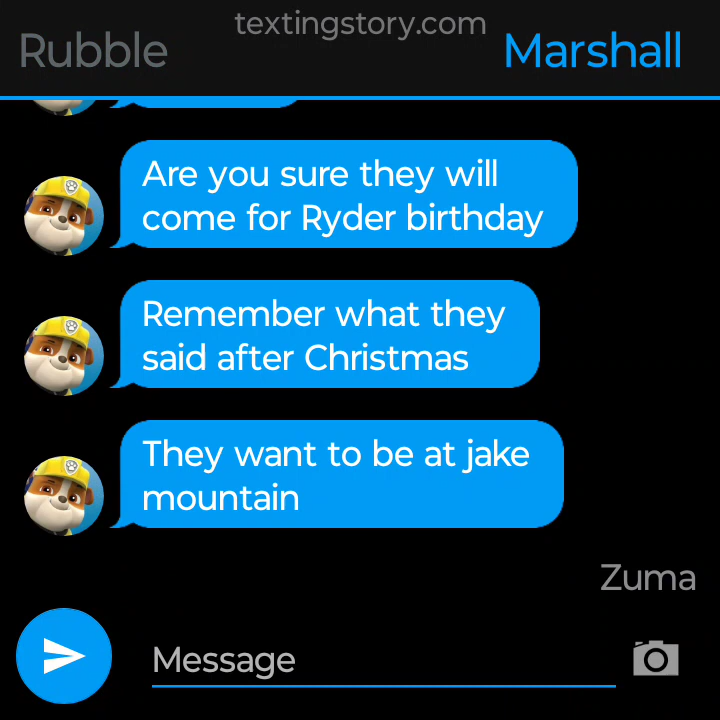 textingstory.com
Rubble
Marshall
Are you sure they will
come for Ryder birthday
Remember what they
said after Christmas
They want to be at jake
mountain
Zuma
Message